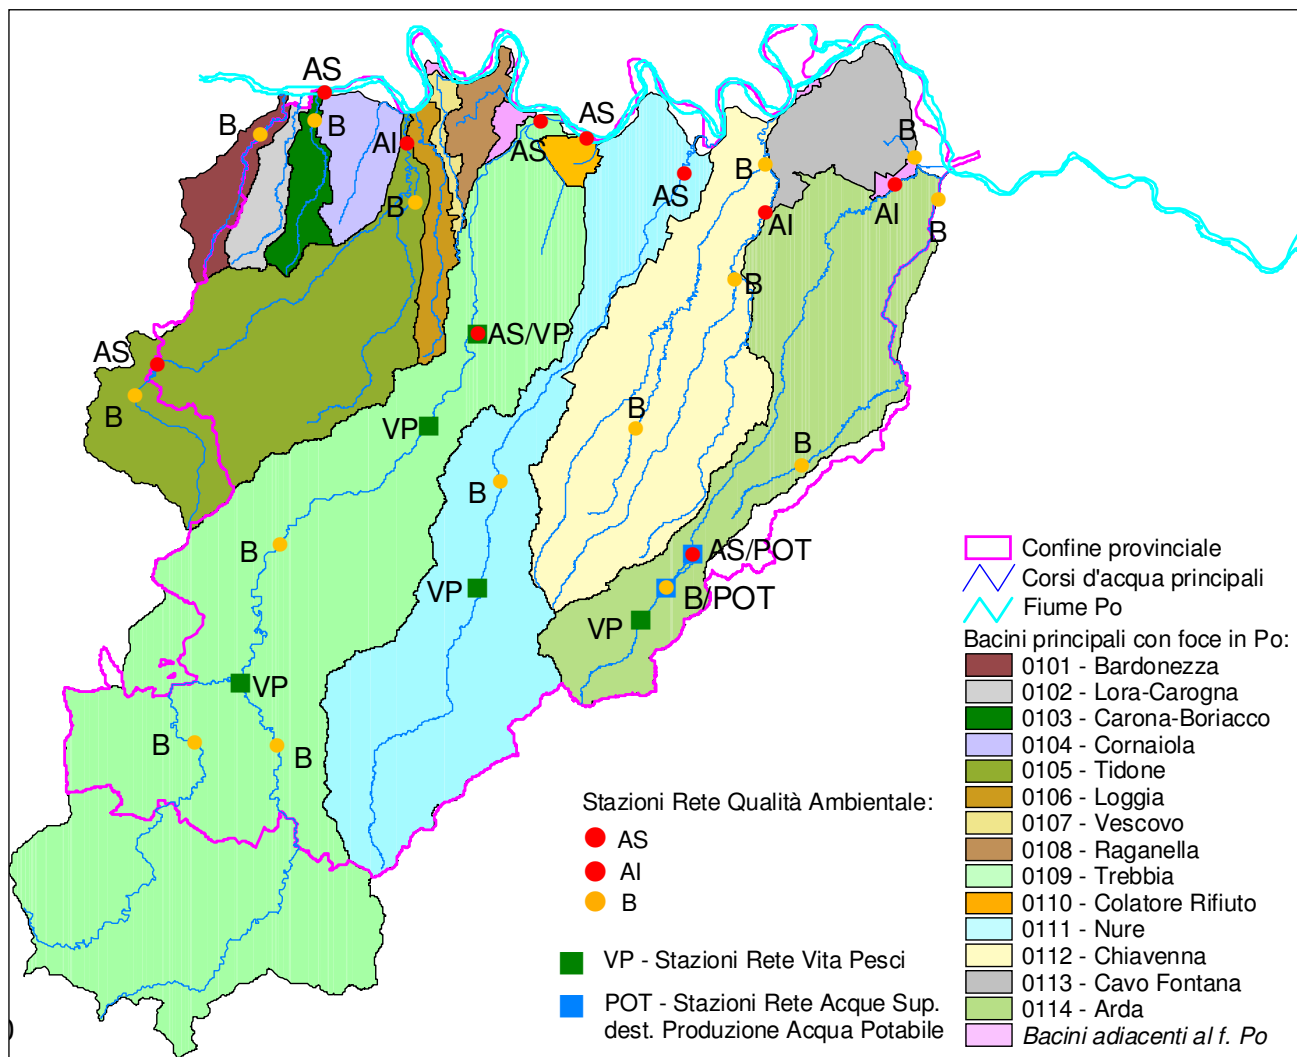 AS
B
B
AI
AS
AS
B
AS
B
B
AI
AI
B
B
AS
AS/VP
B
VP
B
B
B
B
AS/POT
VP
B/POT
VP
VP
B
B
Confine provinciale
Corsi d'acqua principali
Fiume Po
Bacini principali con foce in Po:
0101 - Bardonezza
0102 - Lora-Carogna
0103 - Carona-Boriacco
0104 - Cornaiola
0105 - Tidone
0106 - Loggia
0107 - Vescovo
0108 - Raganella
0109 - Trebbia
0110 - Colatore Rifiuto
0111 - Nure
0112 - Chiavenna
0113 - Cavo Fontana
0114 - Arda
Bacini adiacenti al f. Po
Stazioni Rete Qualità Ambientale:
AS
AI
B
VP - Stazioni Rete Vita Pesci
POT - Stazioni Rete Acque Sup.
dest. Produzione Acqua Potabile
)